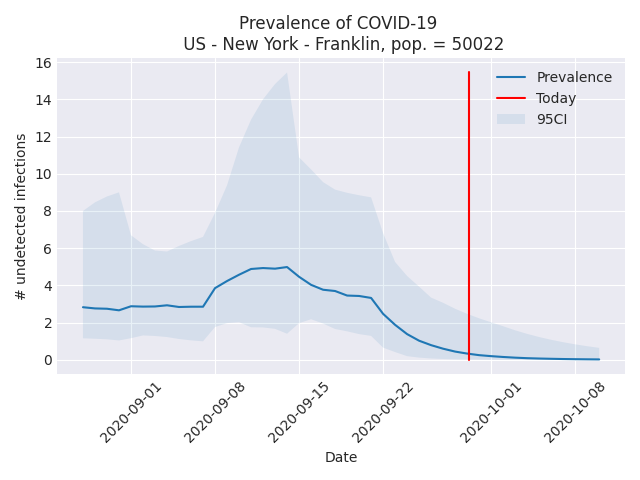 Prevalence of COVID-19
US - New York - Franklin, pop. = 50022
16
14
12
10
8
6
4
2
0
# undetected infections
Prevalence
Today
95CI
2020-09-01
2020-09-08
2020-09-15
2020-09-22
2020-10-01
2020-10-08
Date